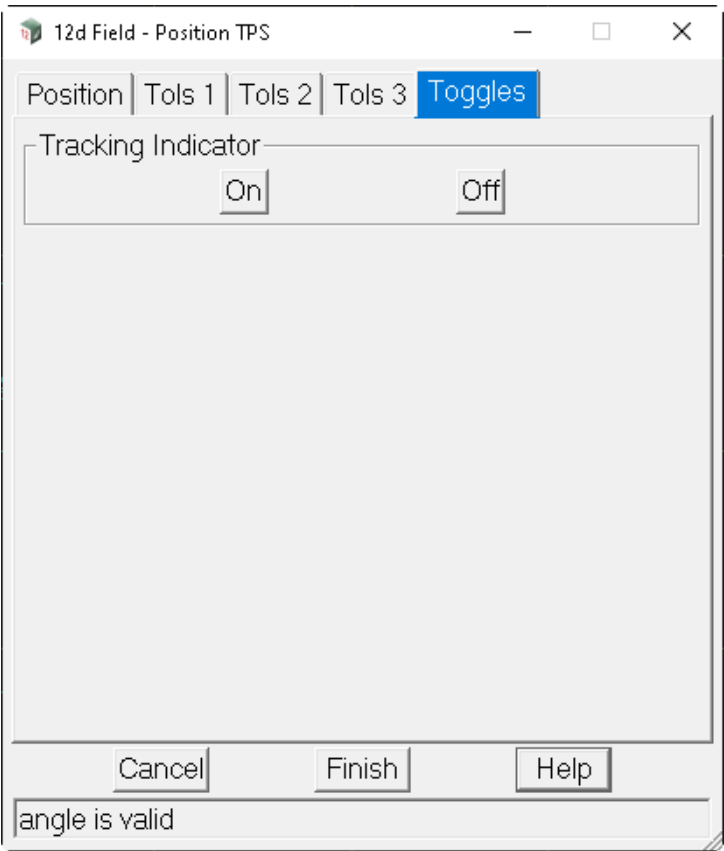 12d Field - Position TPS
Position Tols 1 Tols 2 Tols 3 Toggles
Tracking Indicator
On Off
Cancel Finish Help
angle is valid